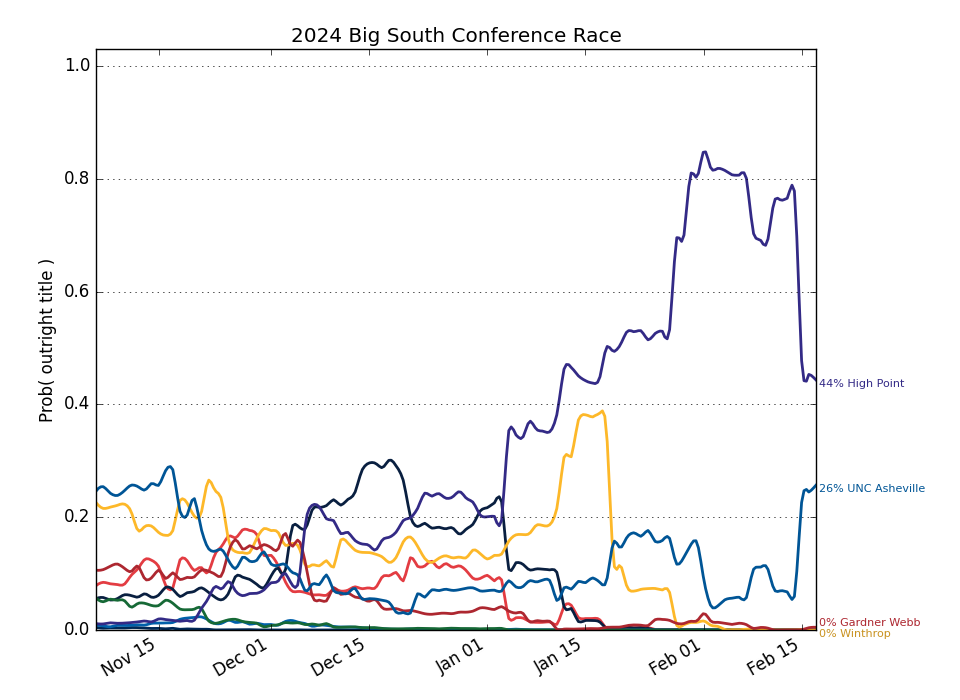 2024 Big South Conference Race
Prob( outright title )
1.0
0.8
0.6
0.4
0.2
0.0
44% High Point
26% UNC Asheville
0% Gardner Webb
0% Winthrop
Nov 15
Dec 01
Dec 15
Jan 01
Jan 15
Feb 01
Feb 15